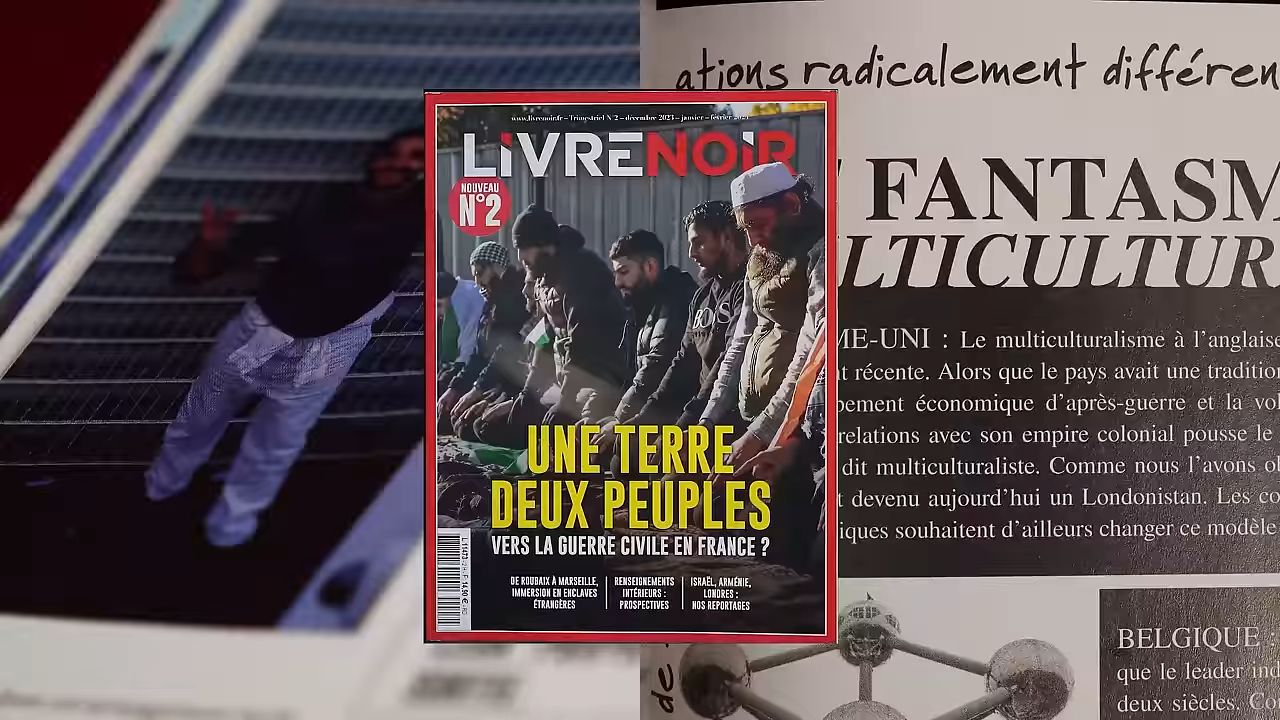 www.livrenoir.fr – Trimestriel N°2 – décembre 2023 – janvier – février
LiVRENOiR
NOUVEAU
N°2
UNE TERRE
DEUX PEUPLES
VERS LA GUERRE CIVILE EN FRANCE ?
DE ROUBAIX À MARSEILLE,
IMMERSION EN ENCLAVES
ÉTRANGÈRES
RENSEIGNEMENTS
INTÉRIEURS :
PROSPECTIVES
ISRAËL, ARMÉNIE,
LONDRES :
NOS REPORTAGES
ations radicalement différen
FANTASM
LTICULTUR
ME-UNI : Le multiculturalisme à l'anglaise
t récente. Alors que le pays avait une tradition
pement économique d'après-guerre et la vol
relations avec son empire colonial pousse le
dit multiculturaliste. Comme nous l'avons ob
t devenu aujourd'hui un Londonistan. Les co
iques souhaitent d'ailleurs changer ce modèle
BELGIQUE
que le leader ind
deux siècles. Co
de